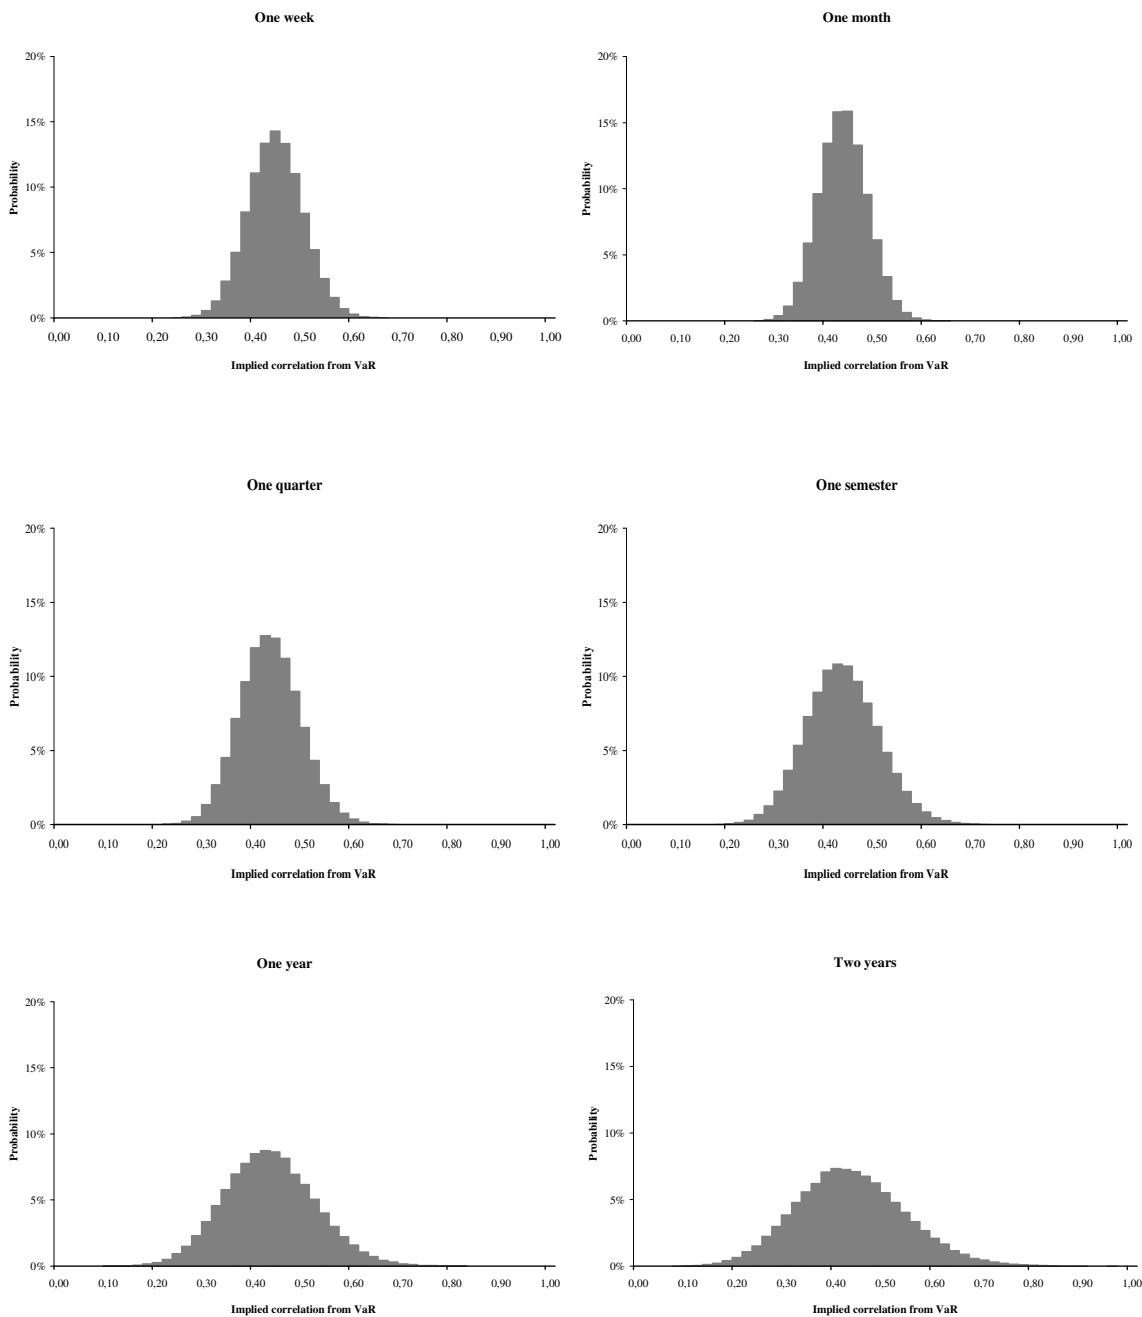 One week
20%
15%
10%
5%
0%
Probability
0,00 0,10 0,20 0,30 0,40 0,50 0,60 0,70 0,80 0,90 1,00
Implied correlation from VaR
One month
20%
15%
10%
5%
0%
Probability
0,00 0,10 0,20 0,30 0,40 0,50 0,60 0,70 0,80 0,90 1,00
Implied correlation from VaR
One quarter
20%
15%
10%
5%
0%
Probability
0,00 0,10 0,20 0,30 0,40 0,50 0,60 0,70 0,80 0,90 1,00
Implied correlation from VaR
One semester
20%
15%
10%
5%
0%
Probability
0,00 0,10 0,20 0,30 0,40 0,50 0,60 0,70 0,80 0,90 1,00
Implied correlation from VaR
One year
20%
15%
10%
5%
0%
Probability
0,00 0,10 0,20 0,30 0,40 0,50 0,60 0,70 0,80 0,90 1,00
Implied correlation from VaR
Two years
20%
15%
10%
5%
0%
Probability
0,00 0,10 0,20 0,30 0,40 0,50 0,60 0,70 0,80 0,90 1,00
Implied correlation from VaR